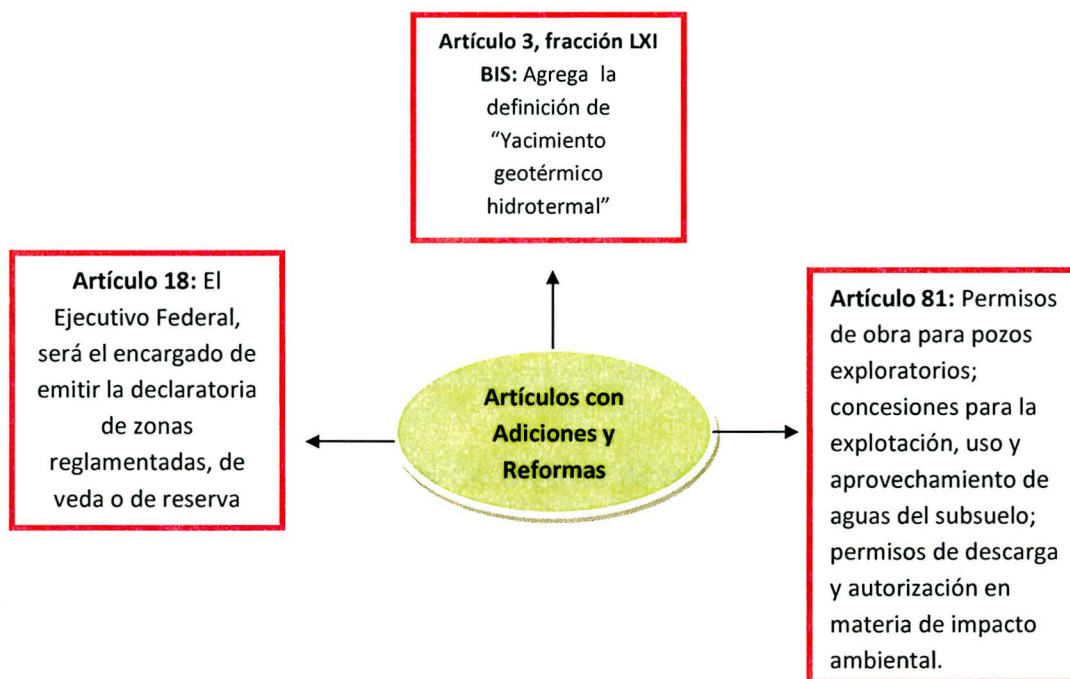 Artículo 3, fracción LXI
BIS: Agrega la
definición de
“Yacimiento
geotérmico
hidrotermal”
Artículo 18: El
Ejecutivo Federal,
será el encargado de
emitir la declaratoria
de zonas
reglamentadas, de
veda o de reserva
Artículos con
Adiciones y
Reformas
Artículo 81: Permisos
de obra para pozos
exploratorios;
concesiones para la
explotación, uso y
aprovechamiento de
aguas del subsuelo;
permisos de descarga
y autorización en
materia de impacto
ambiental.